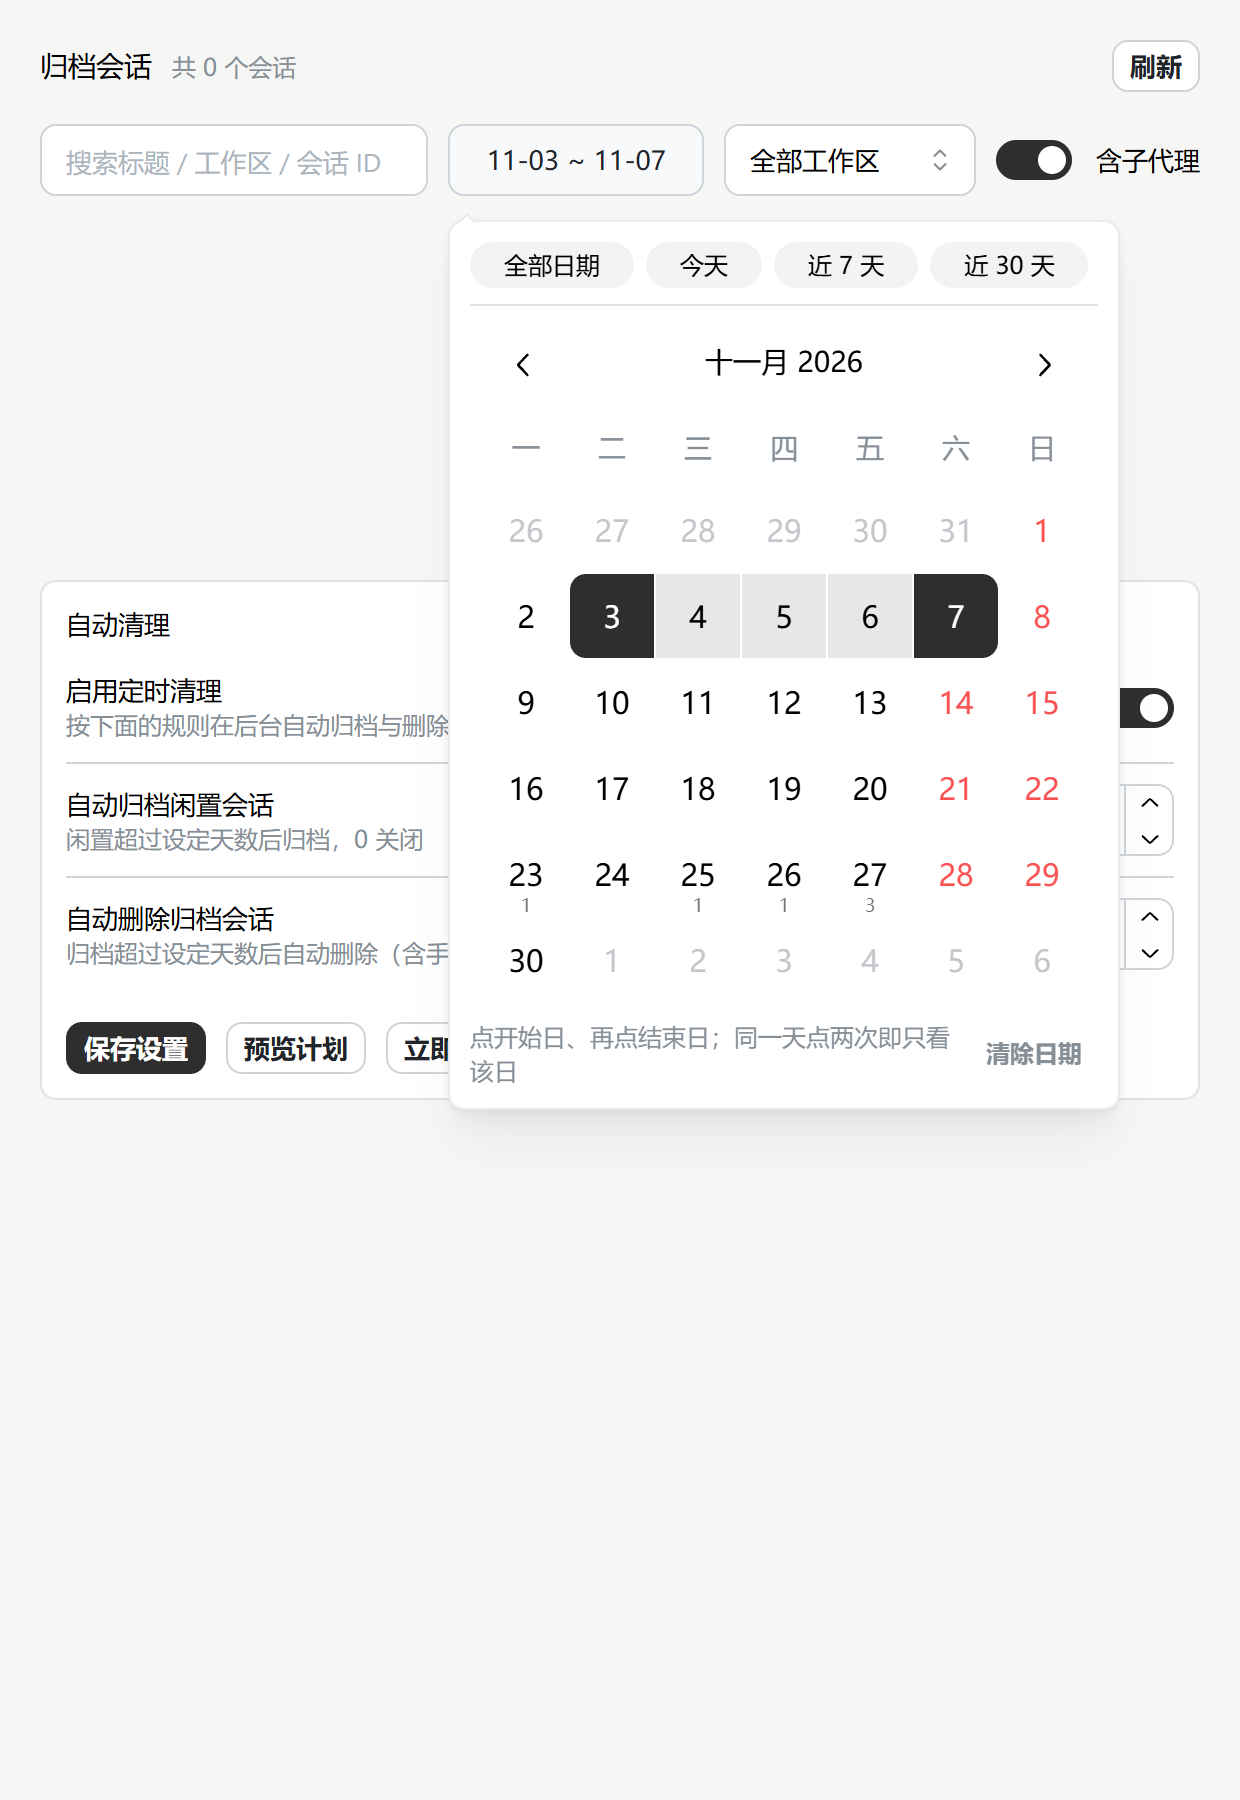 归档会话 共 0 个会话
刷新
搜索标题 / 工作区 / 会话 ID
11-03 ~ 11-07
全部工作区
含子代理
全部日期 今天 近 7 天 近 30 天
十一月 2026
一 二 三 四 五 六 日
26 27 28 29 30 31 1
2 3 4 5 6 7 8
9 10 11 12 13 14 15
16 17 18 19 20 21 22
23 24 25 26 27 28 29
1 1 1 3
30 1 2 3 4 5 6
点开始日、再点结束日；同一天点两次即只看
该日
清除日期
自动清理
启用定时清理
按下面的规则在后台自动归档与删除
自动归档闲置会话
闲置超过设定天数后归档，0 关闭
自动删除归档会话
归档超过设定天数后自动删除（含手
保存设置 预览计划 立即